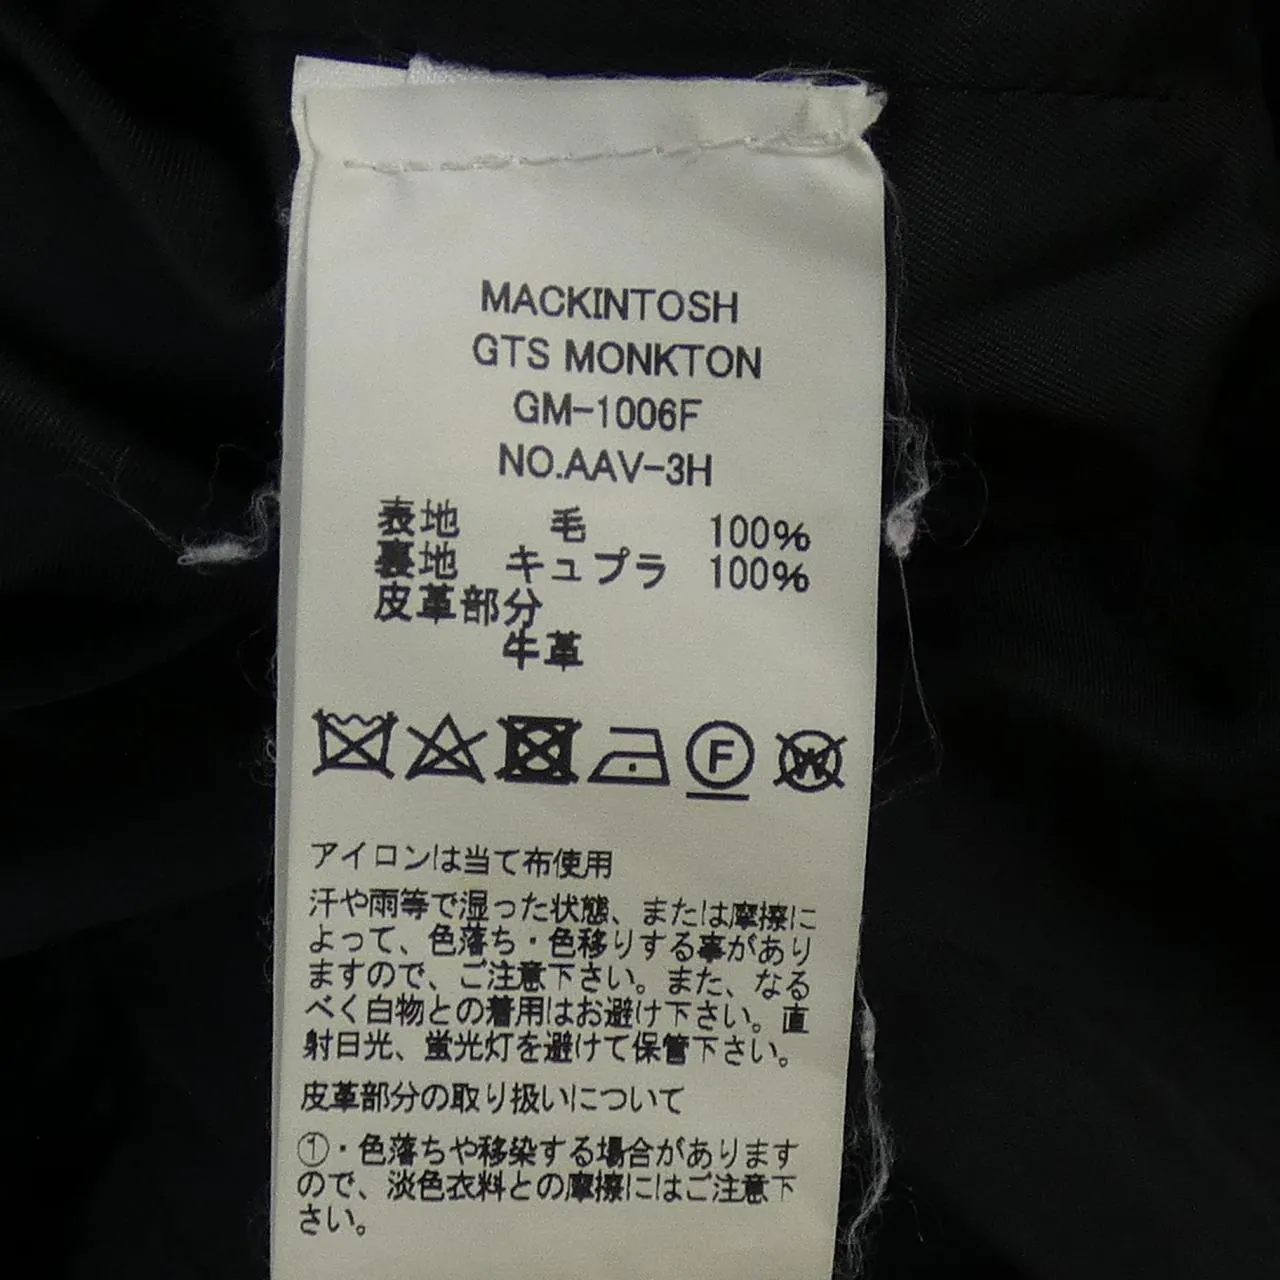 MACKINTOSH
GTS MONKTON
GM-1006F
NO.AAV-3H
表地 毛 100%
裏地 キュプラ 100%
皮革部分
牛革
F W
アイロンは当て布使用
汗や雨等で湿った状態、または摩擦に
よって、色落ち・色移りする事があり
ますので、ご注意下さい。また、なる
べく白物との着用はお避け下さい。直
射日光、蛍光灯を避けて保管下さい。
皮革部分の取り扱いについて
①・色落ちや移染する場合があります
ので、淡色衣料との摩擦にはご注意下
さい。